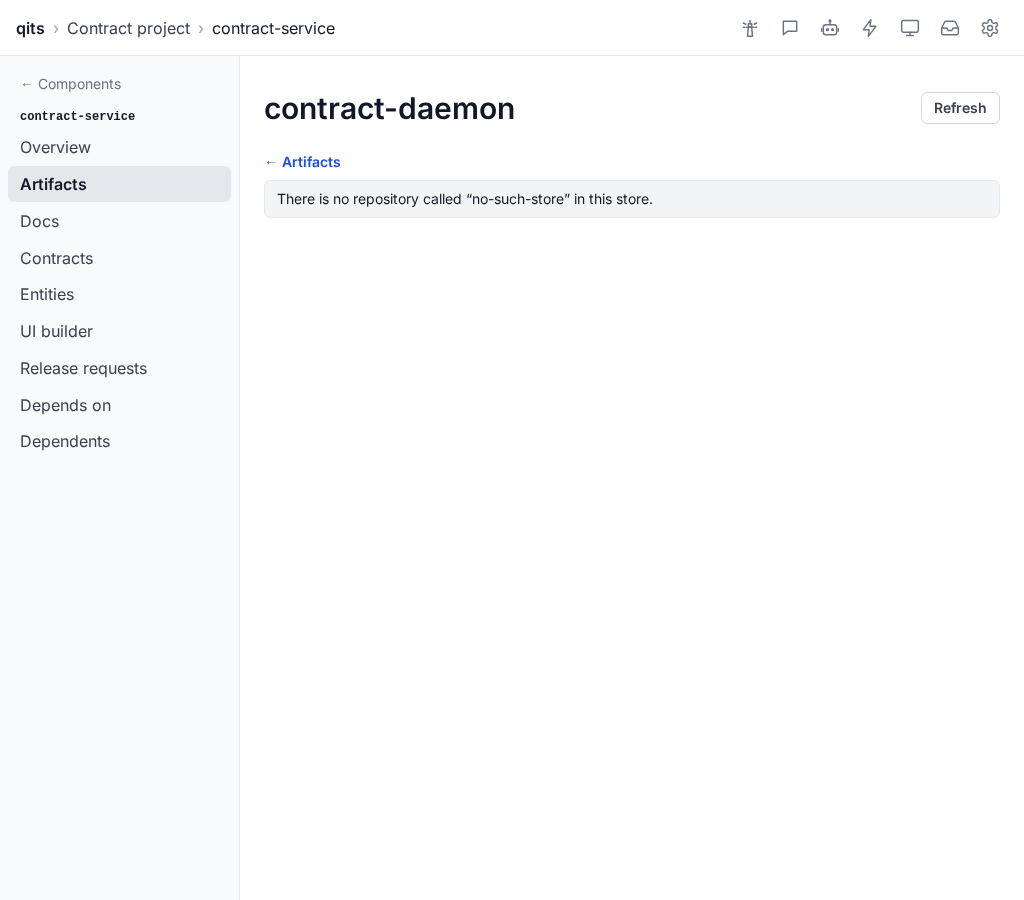 qits › Contract project › contract-service
← Components
contract-service
Overview
Artifacts
Docs
Contracts
Entities
UI builder
Release requests
Depends on
Dependents
contract-daemon
Refresh
← Artifacts
There is no repository called “no-such-store” in this store.